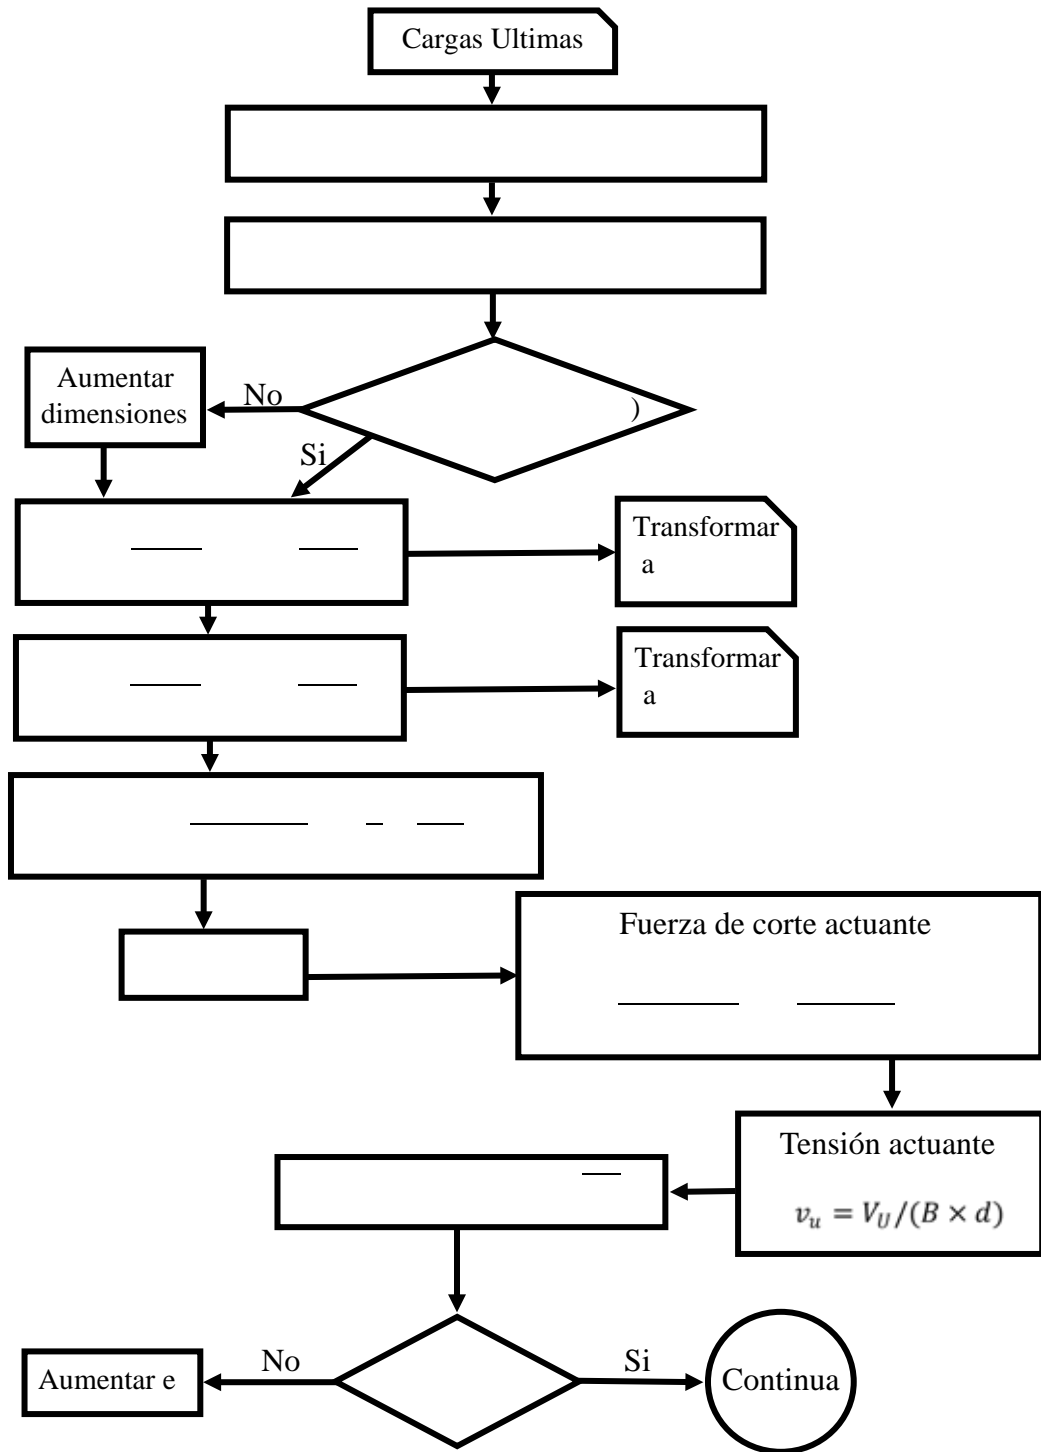 Cargas Ultimas
Aumentar
dimensiones
No
)
Si
Transformar
a
Transformar
a
Fuerza de corte actuante
Tensión actuante
v_u = V_U/(B × d)
No
Si
Aumentar e
Continua